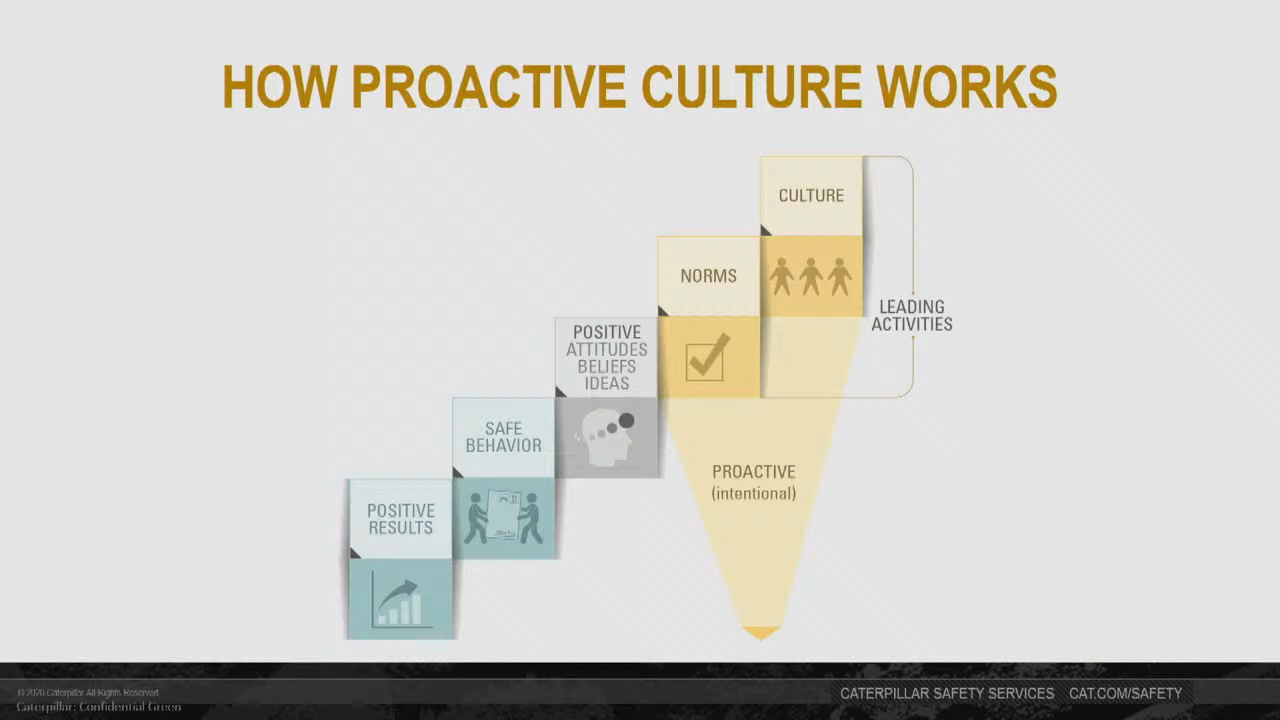 HOW PROACTIVE CULTURE WORKS
CULTURE
NORMS
LEADING
ACTIVITIES
POSITIVE
ATTITUDES
BELIEFS
IDEAS
SAFE
BEHAVIOR
PROACTIVE
(intentional)
POSITIVE
RESULTS
© 2020 Caterpillar All Rights Reserved
Caterpillar: Confidential Green
CATERPILLAR SAFETY SERVICES CAT.COM/SAFETY